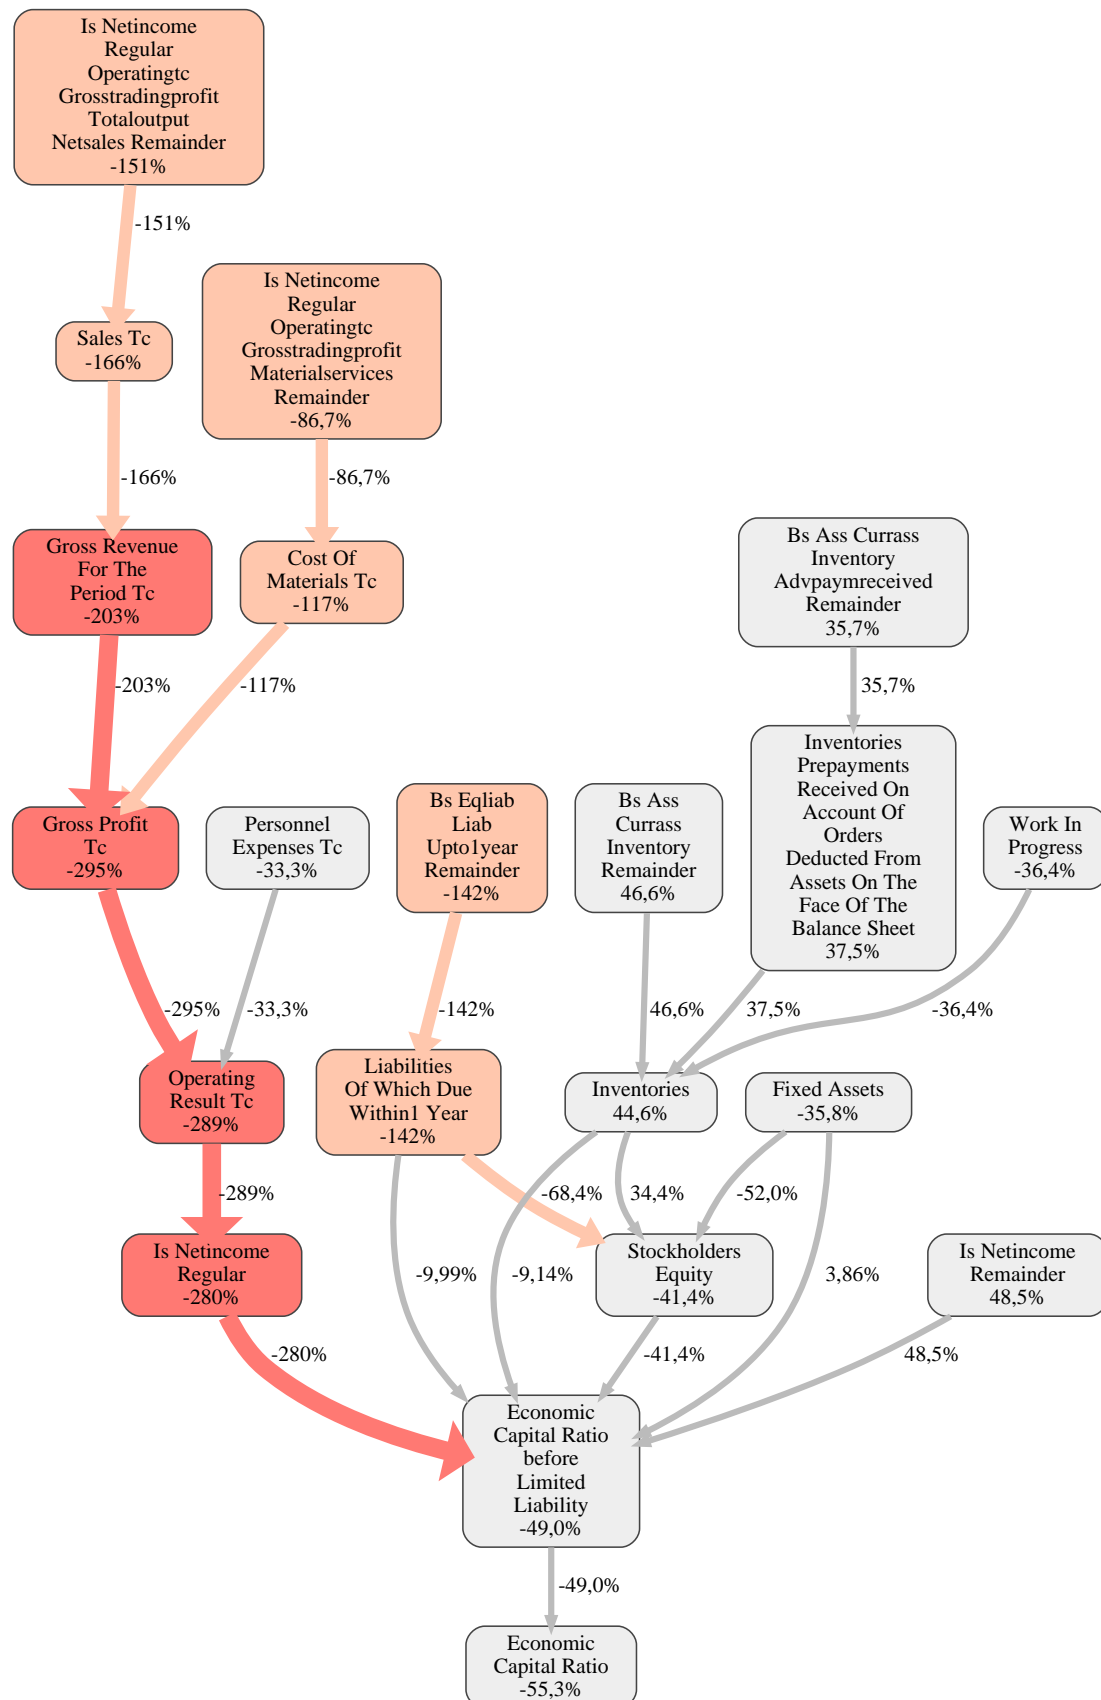 Is Netincome
Regular
Operatingtc
Grosstradingprofit
Totaloutput
Netsales Remainder
-151%
-151%
Sales Tc
-166%
Is Netincome
Regular
Operatingtc
Grosstradingprofit
Materialservices
Remainder
-86,7%
-166%
-86,7%
Gross Revenue
For The
Period Tc
-203%
Cost Of
Materials Tc
-117%
Bs Ass Currass
Inventory
Advpaymreceived
Remainder
35,7%
-203%
-117%
35,7%
Gross Profit
Tc
-295%
Personnel
Expenses Tc
-33,3%
Bs Eqliab
Liab
Upto1year
Remainder
-142%
Bs Ass
Currass
Inventory
Remainder
46,6%
Inventories
Prepayments
Received On
Account Of
Orders
Deducted From
Assets On The
Face Of The
Balance Sheet
37,5%
Work In
Progress
-36,4%
-295%
-33,3%
-142%
46,6%
37,5%
-36,4%
Operating
Result Tc
-289%
Liabilities
Of Which Due
Within1 Year
-142%
Inventories
44,6%
Fixed Assets
-35,8%
-289%
-68,4%
34,4%
-52,0%
Is Netincome
Regular
-280%
-9,99%
-9,14%
Stockholders
Equity
-41,4%
3,86%
Is Netincome
Remainder
48,5%
-280%
-41,4%
48,5%
Economic
Capital Ratio
before
Limited
Liability
-49,0%
-49,0%
Economic
Capital Ratio
-55,3%